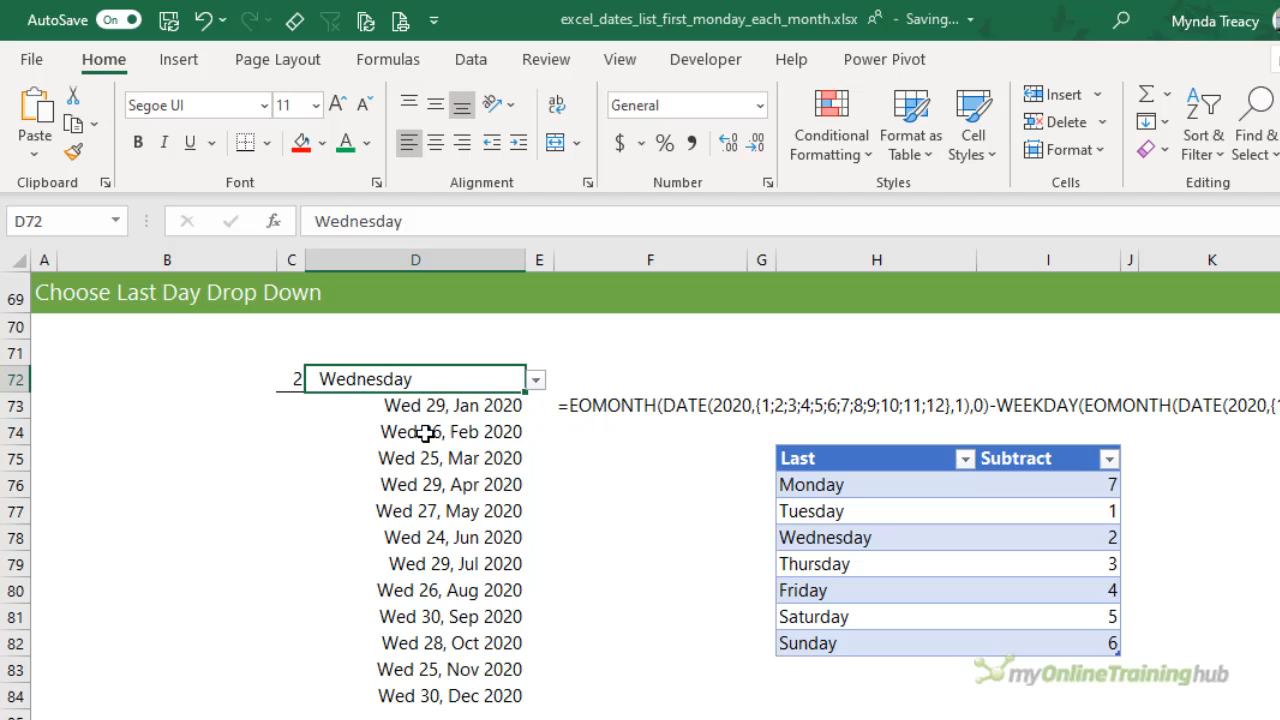 AutoSave On excel_dates_list_first_monday_each_month.xlsx - Saving... Mynda Treacy
File Home Insert Page Layout Formulas Data Review View Developer Help Power Pivot
Paste Segoe UI 11 A A ab General Conditional Formatting Format as Table Cell Styles Insert Delete Format Sort & Filter Find & Select
B I U A $ % 9
Clipboard Font Alignment Number Styles Cells Editing
D72 fx Wednesday
A B C D E F G H I J K
69 Choose Last Day Drop Down
70
71
72 2 Wednesday
73 Wed 29, Jan 2020 =EOMONTH(DATE(2020,{1;2;3;4;5;6;7;8;9;10;11;12},1),0)-WEEKDAY(EOMONTH(DATE(2020,{1
74 Wed 6, Feb 2020
75 Wed 25, Mar 2020 Last Subtract
76 Wed 29, Apr 2020 Monday 7
77 Wed 27, May 2020 Tuesday 1
78 Wed 24, Jun 2020 Wednesday 2
79 Wed 29, Jul 2020 Thursday 3
80 Wed 26, Aug 2020 Friday 4
81 Wed 30, Sep 2020 Saturday 5
82 Wed 28, Oct 2020 Sunday 6
83 Wed 25, Nov 2020 myOnlineTraininghub
84 Wed 30, Dec 2020